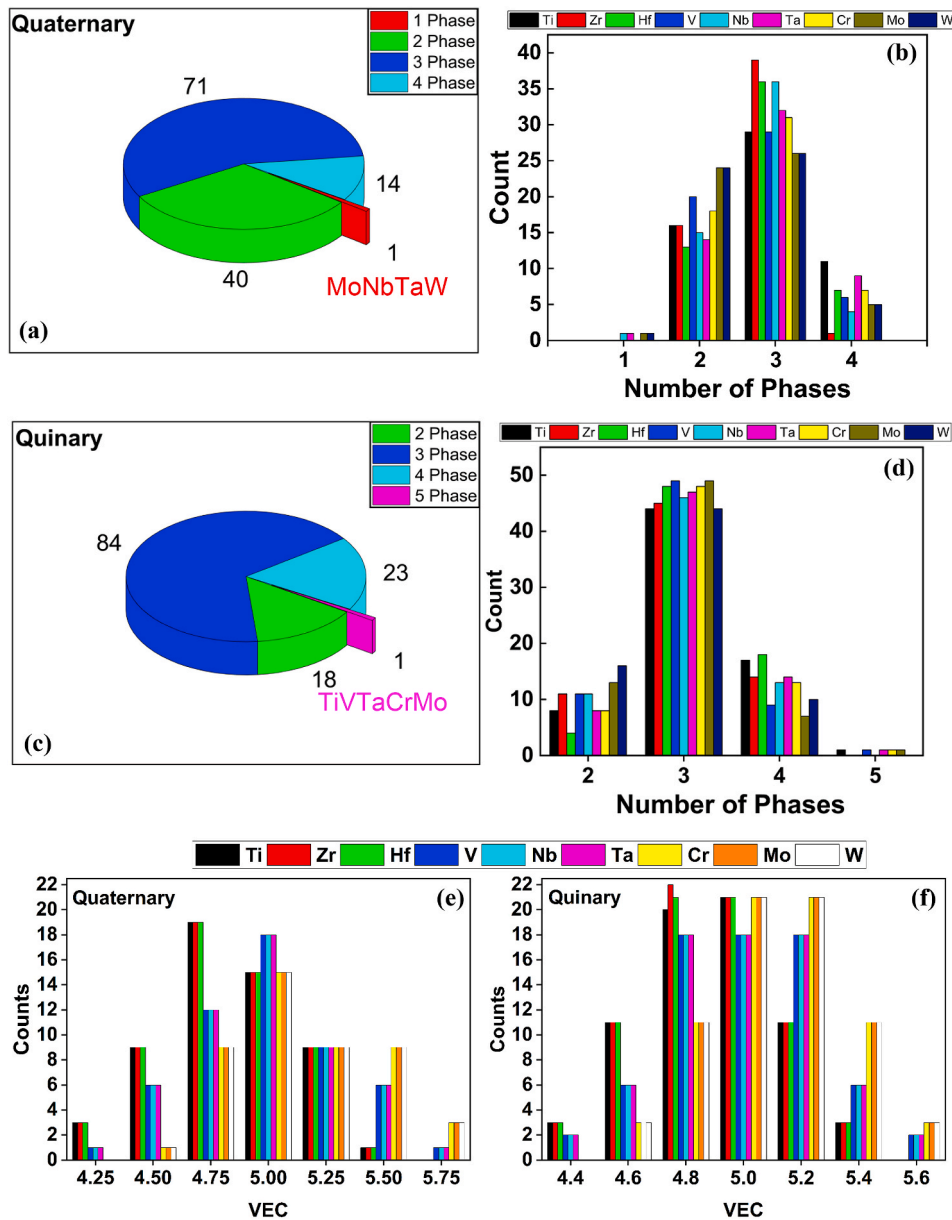 Quaternary
1 Phase
2 Phase
3 Phase
4 Phase
71
14
1
40
MoNbTaW
(a)
Ti Zr Hf V Nb Ta Cr Mo W
(b)
Count
40
35
30
25
20
15
10
5
0
1 2 3 4
Number of Phases
Quinary
2 Phase
3 Phase
4 Phase
5 Phase
84
23
1
18
TiVTaCrMo
(c)
Ti Zr Hf V Nb Ta Cr Mo W
(d)
Count
50
40
30
20
10
0
2 3 4 5
Number of Phases
Ti Zr Hf V Nb Ta Cr Mo W
Quaternary
(e)
Counts
22
20
18
16
14
12
10
8
6
4
2
0
4.25 4.50 4.75 5.00 5.25 5.50 5.75
VEC
Quinary
(f)
Counts
22
20
18
16
14
12
10
8
6
4
2
0
4.4 4.6 4.8 5.0 5.2 5.4 5.6
VEC